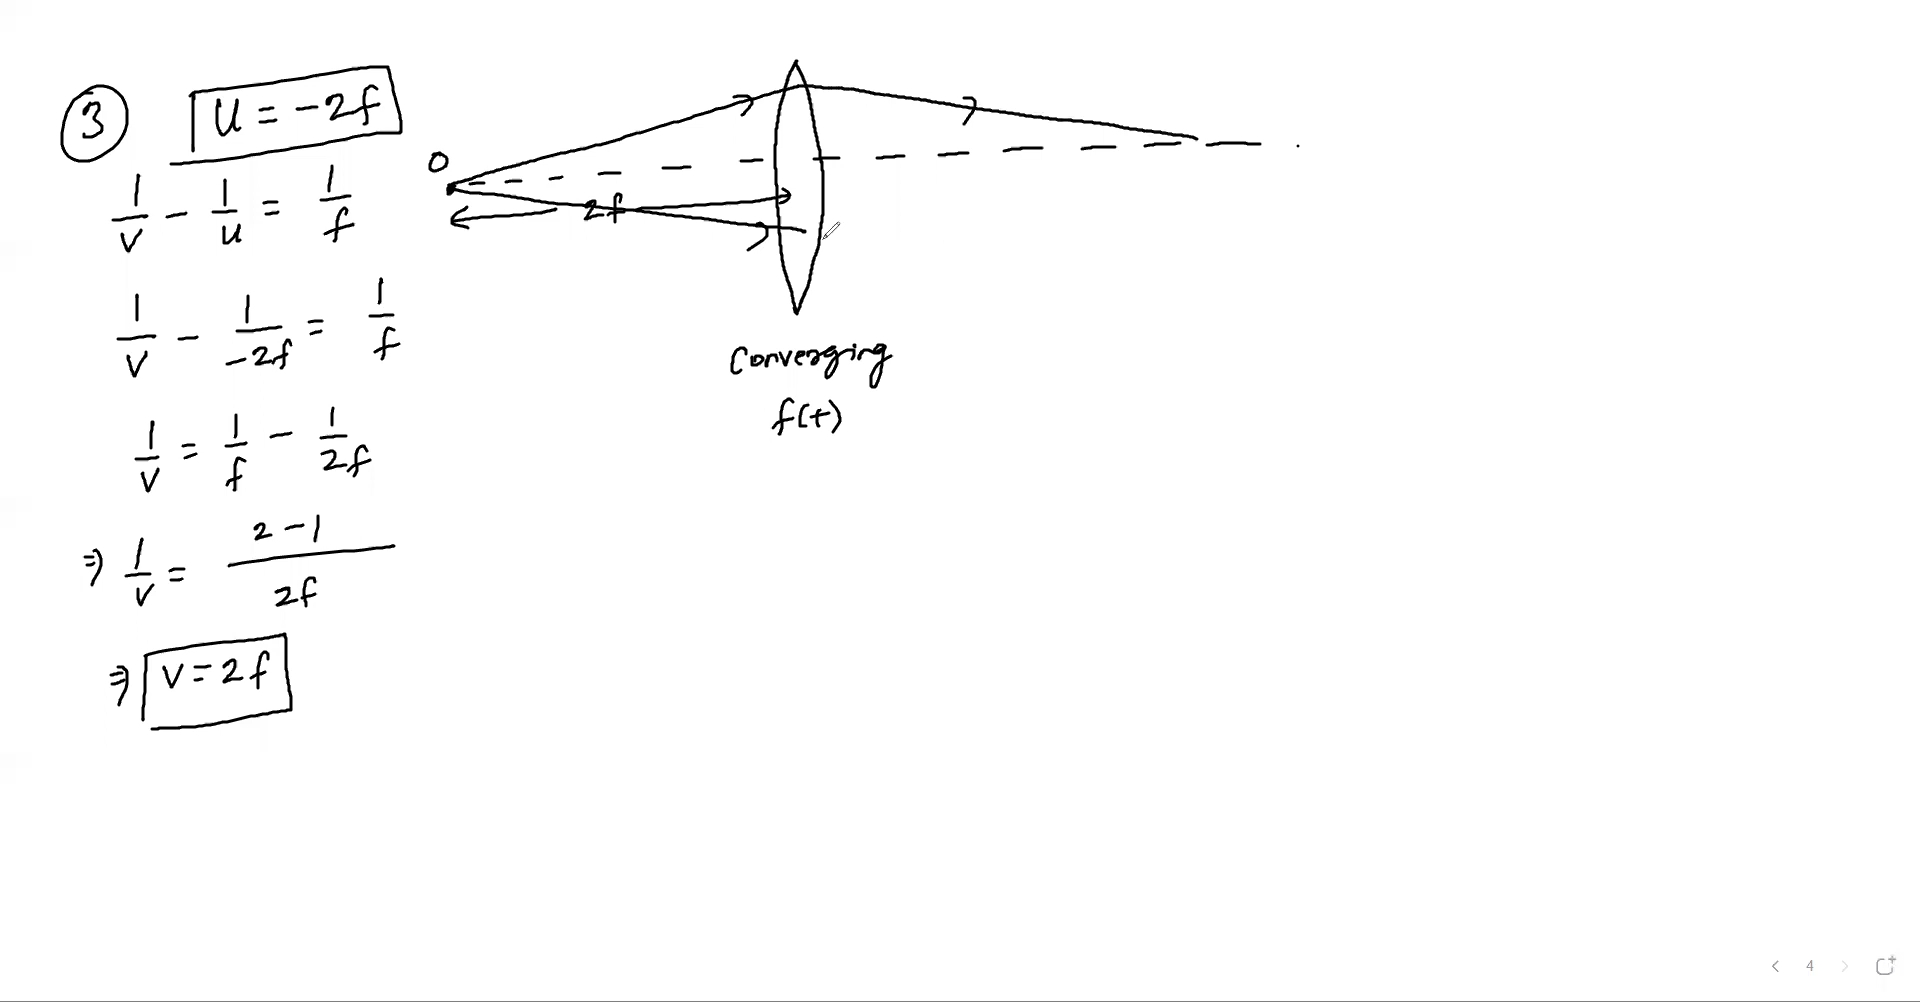 3 U = -2f
1/v - 1/u = 1/f
1/v - 1/-2f = 1/f
1/v = 1/f - 1/2f
⇒ 1/v = 2-1/2f
⇒ v = 2f
O
2f
Converging
f(+)
4